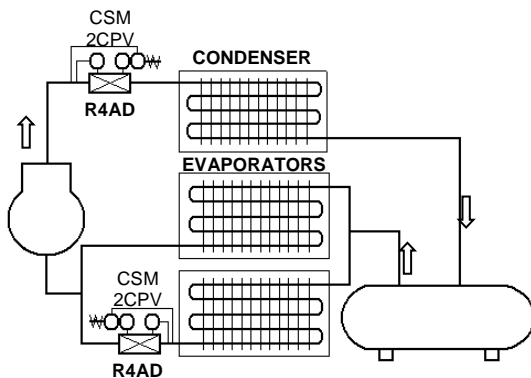 CSM
2CPV
R4AD
CONDENSER
EVAPORATORS
CSM
2CPV
R4AD